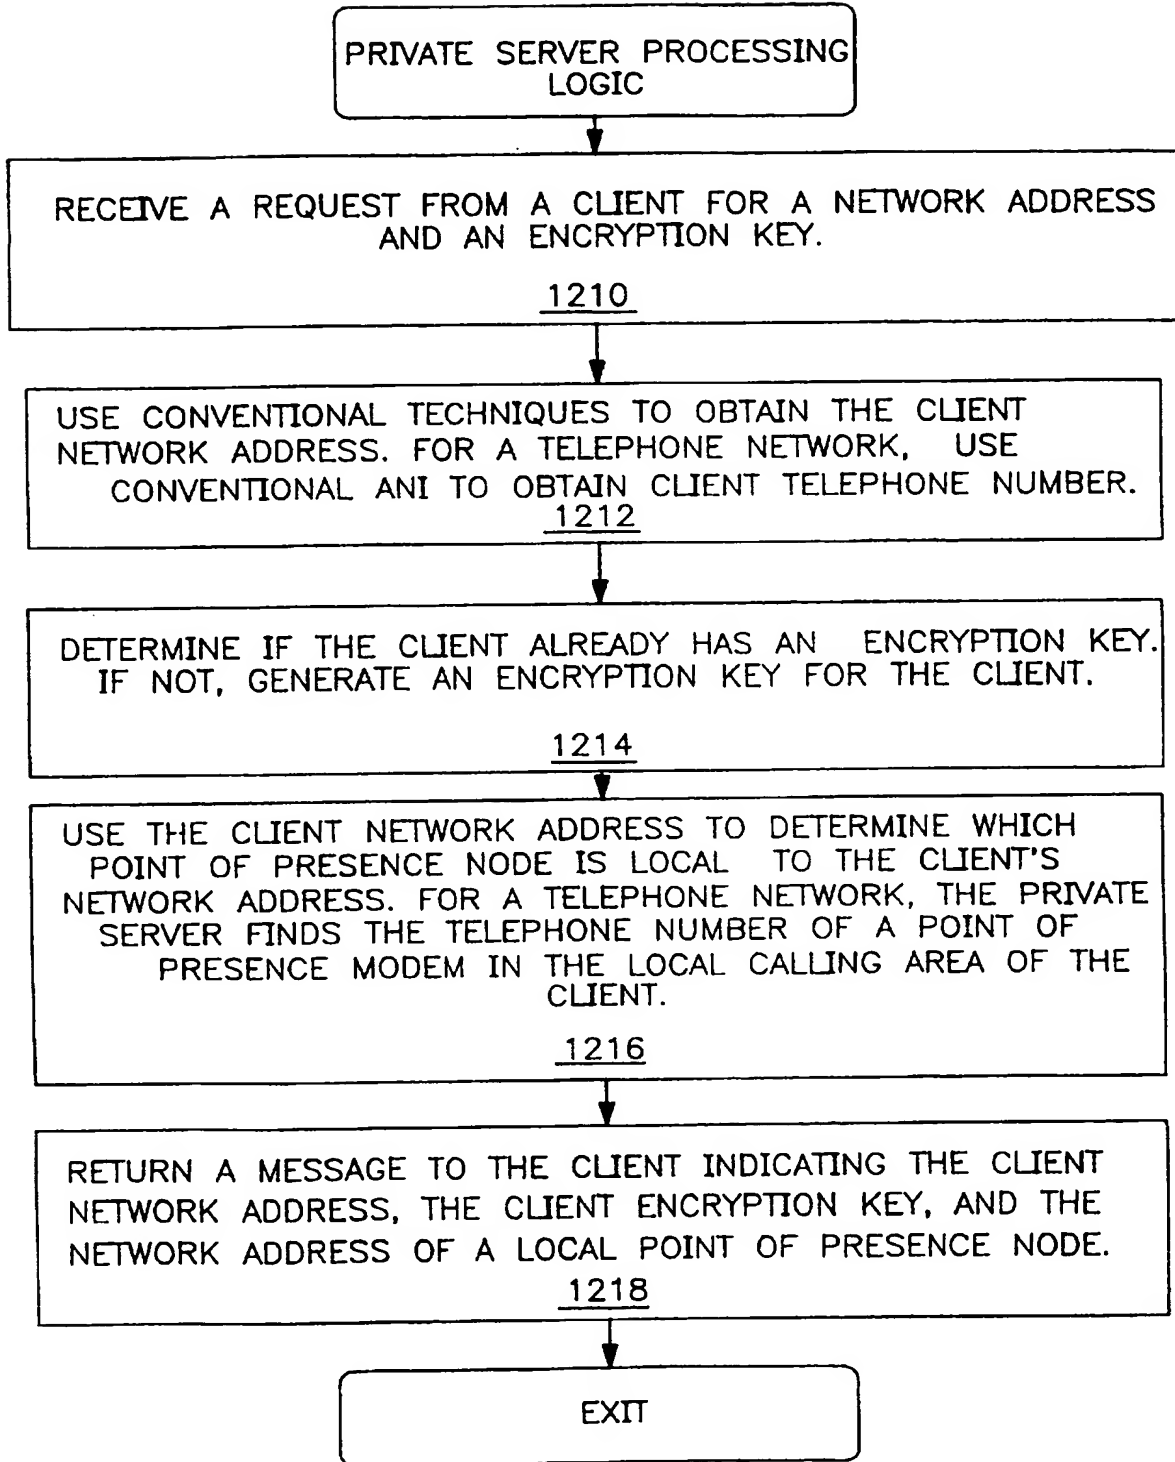 PRIVATE SERVER PROCESSING
LOGIC
RECEIVE A REQUEST FROM A CLIENT FOR A NETWORK ADDRESS
AND AN ENCRYPTION KEY.
1210
USE CONVENTIONAL TECHNIQUES TO OBTAIN THE CLIENT
NETWORK ADDRESS. FOR A TELEPHONE NETWORK, USE
CONVENTIONAL ANI TO OBTAIN CLIENT TELEPHONE NUMBER.
1212
DETERMINE IF THE CLIENT ALREADY HAS AN ENCRYPTION KEY.
IF NOT, GENERATE AN ENCRYPTION KEY FOR THE CLIENT.
1214
USE THE CLIENT NETWORK ADDRESS TO DETERMINE WHICH
POINT OF PRESENCE NODE IS LOCAL TO THE CLIENT'S
NETWORK ADDRESS. FOR A TELEPHONE NETWORK, THE PRIVATE
SERVER FINDS THE TELEPHONE NUMBER OF A POINT OF
PRESENCE MODEM IN THE LOCAL CALLING AREA OF THE
CLIENT.
1216
RETURN A MESSAGE TO THE CLIENT INDICATING THE CLIENT
NETWORK ADDRESS, THE CLIENT ENCRYPTION KEY, AND THE
NETWORK ADDRESS OF A LOCAL POINT OF PRESENCE NODE.
1218
EXIT